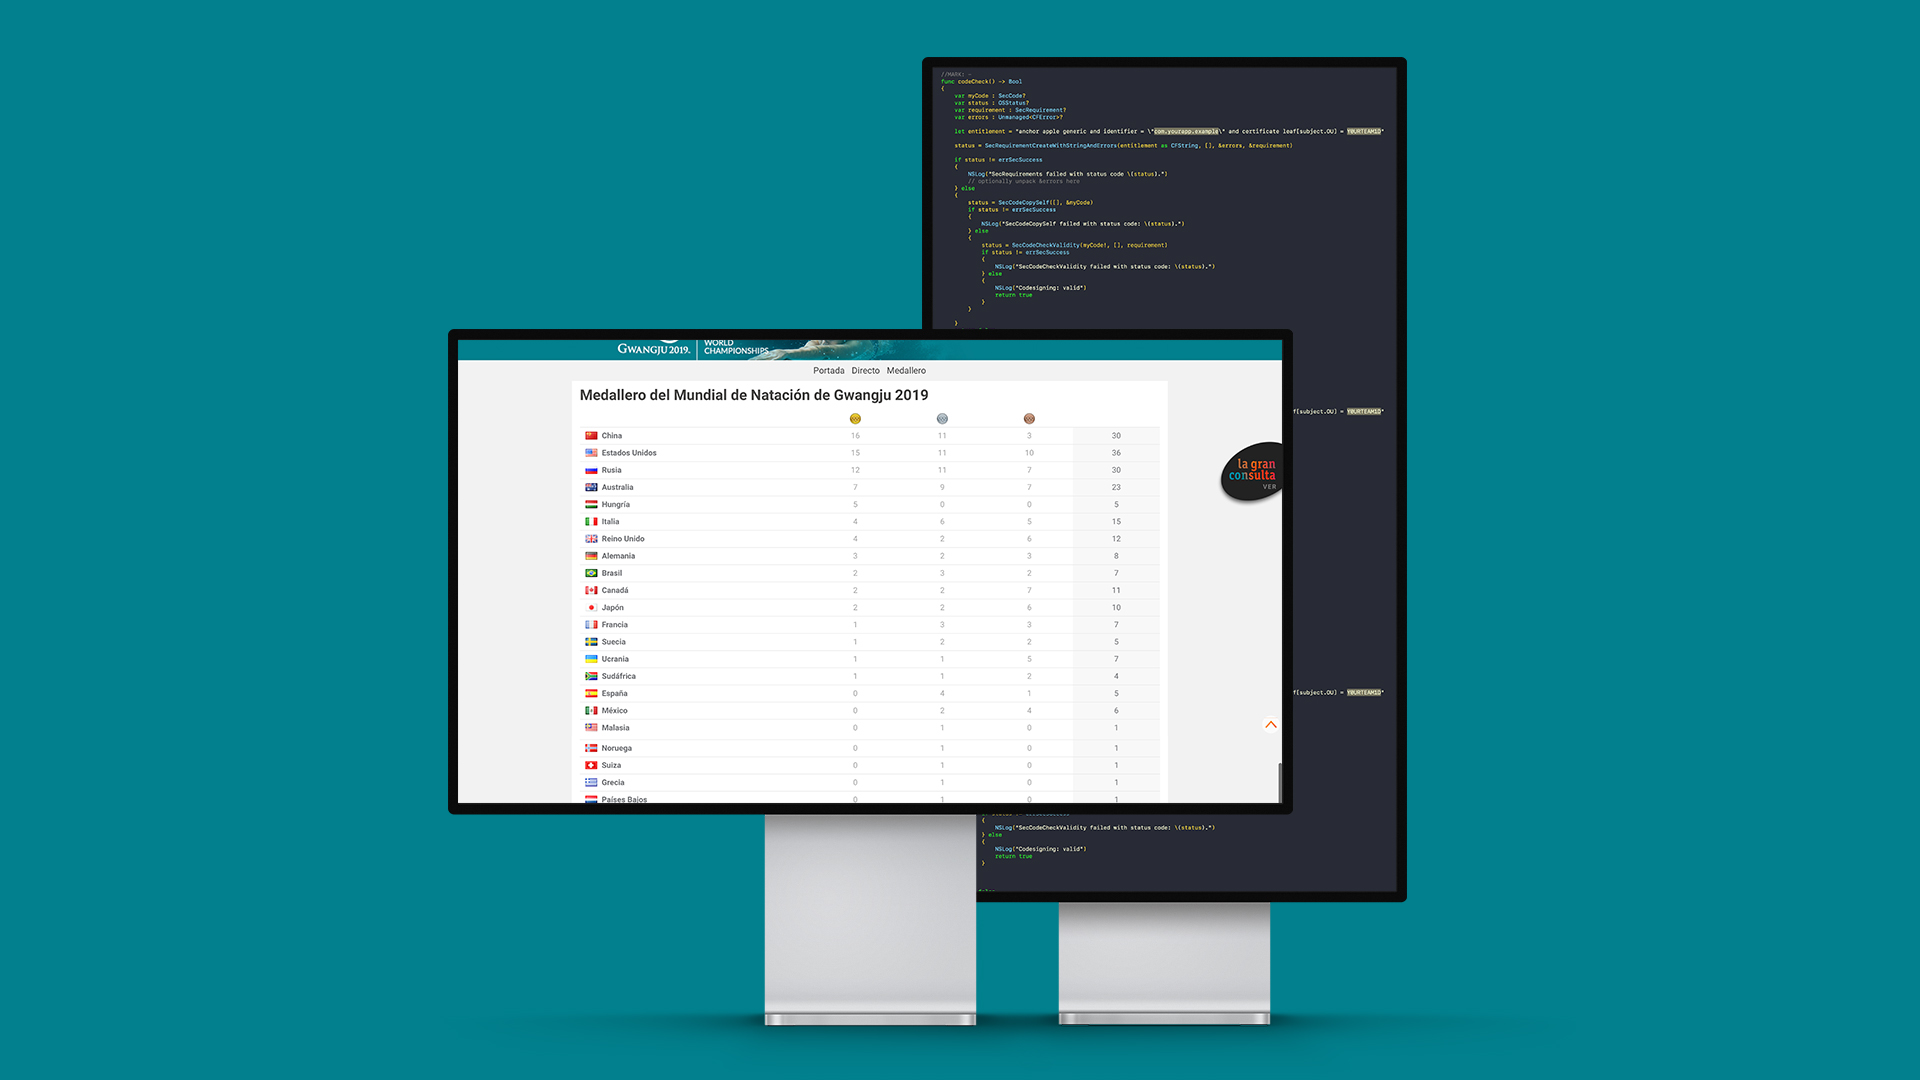 //MARK: -
func codeCheck() -> Bool
{
var myCode : SecCode?
var status : OSStatus?
var requirement : SecRequirement?
var errors : Unmanaged<CFError>?
let entitlement = "anchor apple generic and identifier = \"com.yourapp.example\" and certificate leaf[subject.OU] = YOURTEAMID"
status = SecRequirementCreateWithStringAndErrors(entitlement as CFString, [], &errors, &requirement)
if status != errSecSuccess
{
NSLog("SecRequirements failed with status code \(status).")
// optionally unpack &errors here
} else
{
status = SecCodeCopySelf([], &myCode)
if status != errSecSuccess
{
NSLog("SecCodeCopySelf failed with status code: \(status).")
} else
{
status = SecCodeCheckValidity(myCode!, [], requirement)
if status != errSecSuccess
{
NSLog("SecCodeCheckValidity failed with status code: \(status).")
} else
{
NSLog("Codesigning: valid")
return true
}
}
}
GWANGJU 2019. WORLD CHAMPIONSHIPS
Portada Directo Medallero
Medallero del Mundial de Natación de Gwangju 2019
China 16 11 3 30
Estados Unidos 15 11 10 36
Rusia 12 11 7 30
Australia 7 9 7 23
Hungría 5 0 0 5
Italia 4 6 5 15
Reino Unido 4 2 6 12
Alemania 3 2 3 8
Brasil 2 3 2 7
Canadá 2 2 7 11
Japón 2 2 6 10
Francia 1 3 3 7
Suecia 1 2 2 5
Ucrania 1 1 5 7
Sudáfrica 1 1 2 4
España 0 4 1 5
México 0 2 4 6
Malasia 0 1 0 1
Noruega 0 1 0 1
Suiza 0 1 0 1
Grecia 0 1 0 1
Países Bajos 0 1 0 1
la gran
consulta
VER
f[subject.OU] = YOURTEAMID"
f[subject.OU] = YOURTEAMID"
{
NSLog("SecCodeCheckValidity failed with status code: \(status).")
} else
{
NSLog("Codesigning: valid")
return true
}